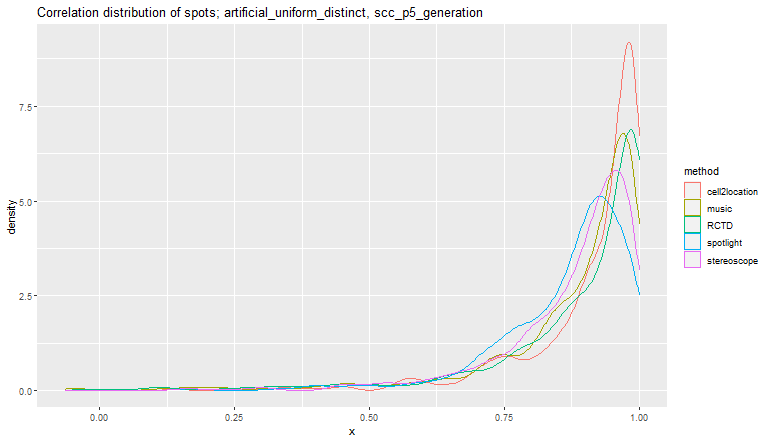 Correlation distribution of spots; artificial_uniform_distinct, scc_p5_generation
7.5
5.0
2.5
0.0
density
0.00 0.25 0.50 0.75 1.00
x
method
cell2location
music
RCTD
spotlight
stereoscope